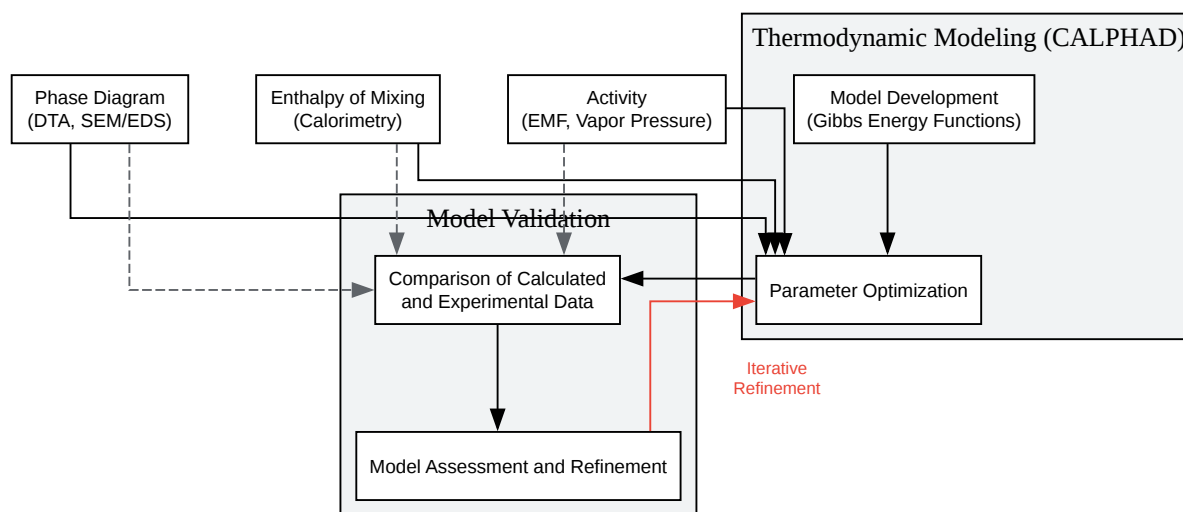 Thermodynamic Modeling (CALPHAD)
Phase Diagram
(DTA, SEM/EDS)
Enthalpy of Mixing
(Calorimetry)
Activity
(EMF, Vapor Pressure)
Model Development
(Gibbs Energy Functions)
Model Validation
Comparison of Calculated
and Experimental Data
Parameter Optimization
Iterative
Refinement
Model Assessment and Refinement